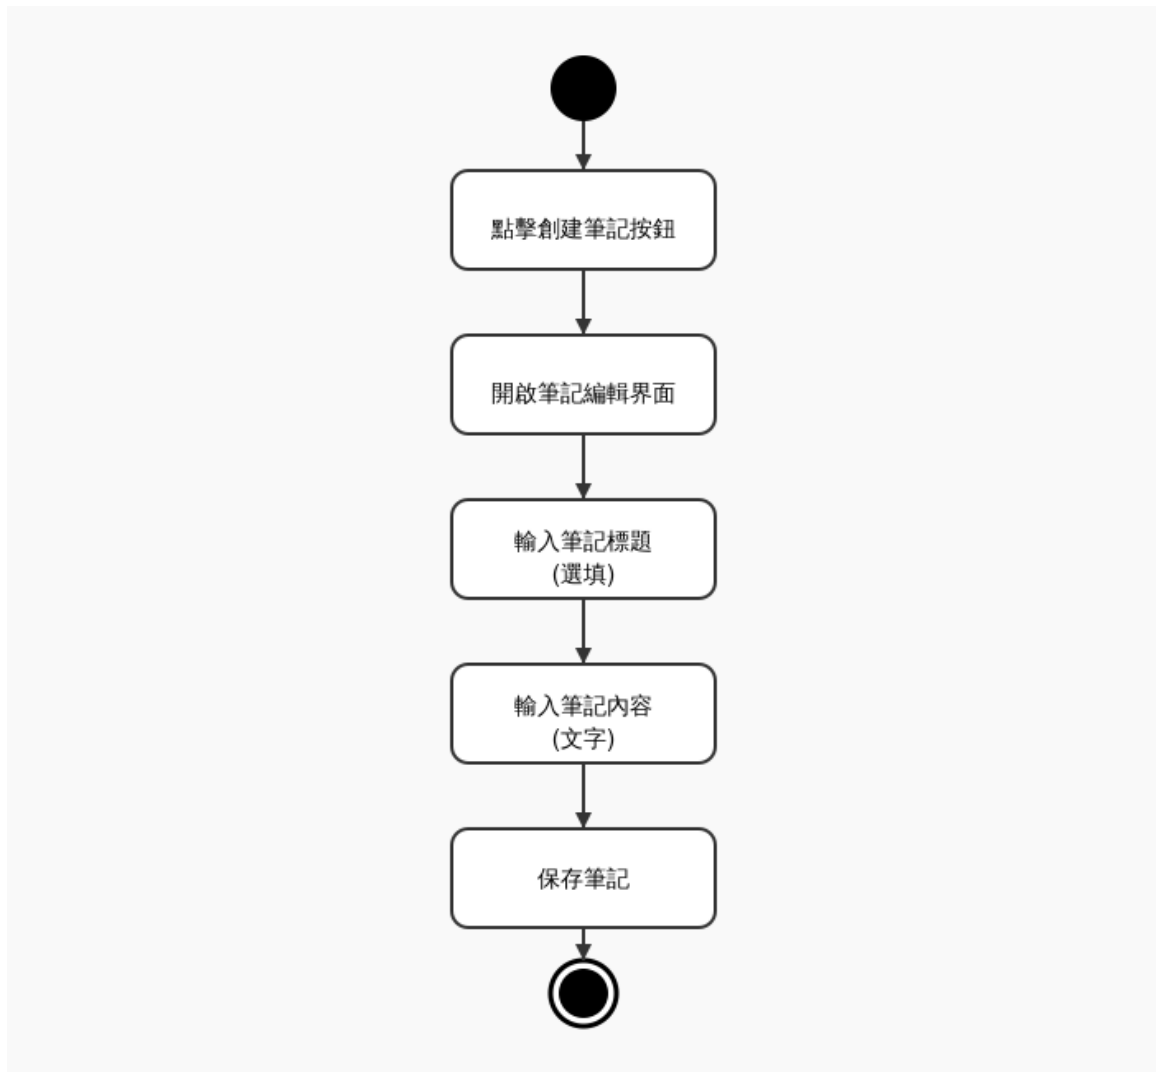 點擊創建筆記按鈕
開啟筆記編輯界面
輸入筆記標題
(選填)
輸入筆記內容
(文字)
保存筆記